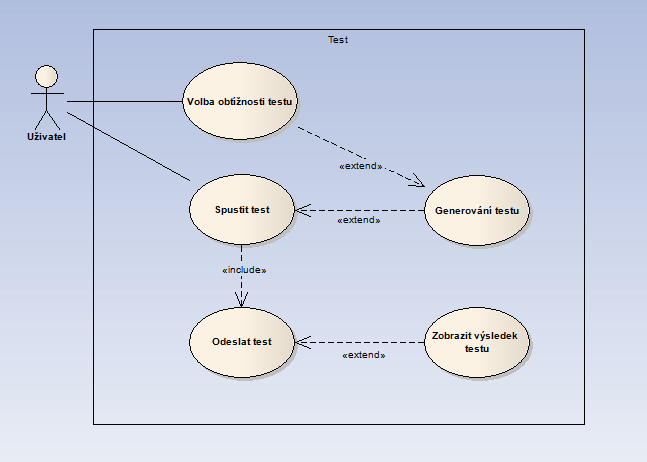 Test
Volba obtížnosti testu
Uživatel
«extend»
Spustit test
Generování testu
«extend»
«include»
Odeslat test
Zobrazit výsledek
testu
«extend»